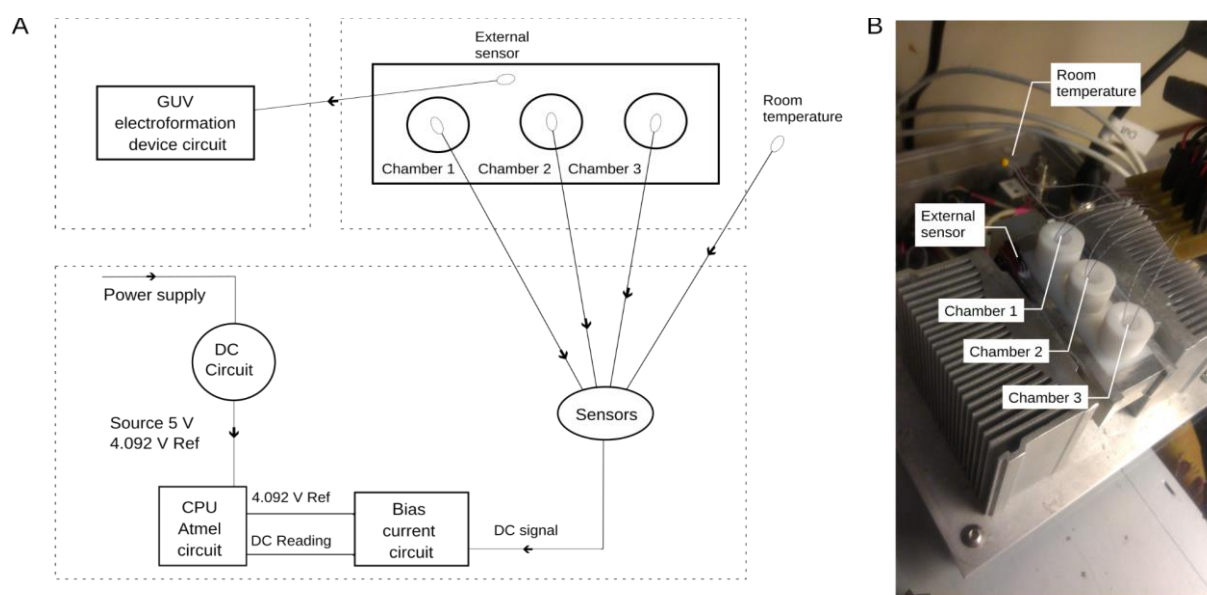 A
External
sensor
GUV
electroformation
device circuit
Room
temperature
Chamber 1
Chamber 2
Chamber 3
Power supply
DC
Circuit
Sensors
Source 5 V
4.092 V Ref
CPU
Atmel
circuit
4.092 V Ref
DC Reading
Bias
current
circuit
DC signal
B
Room
temperature
External
sensor
Chamber 1
Chamber 2
Chamber 3